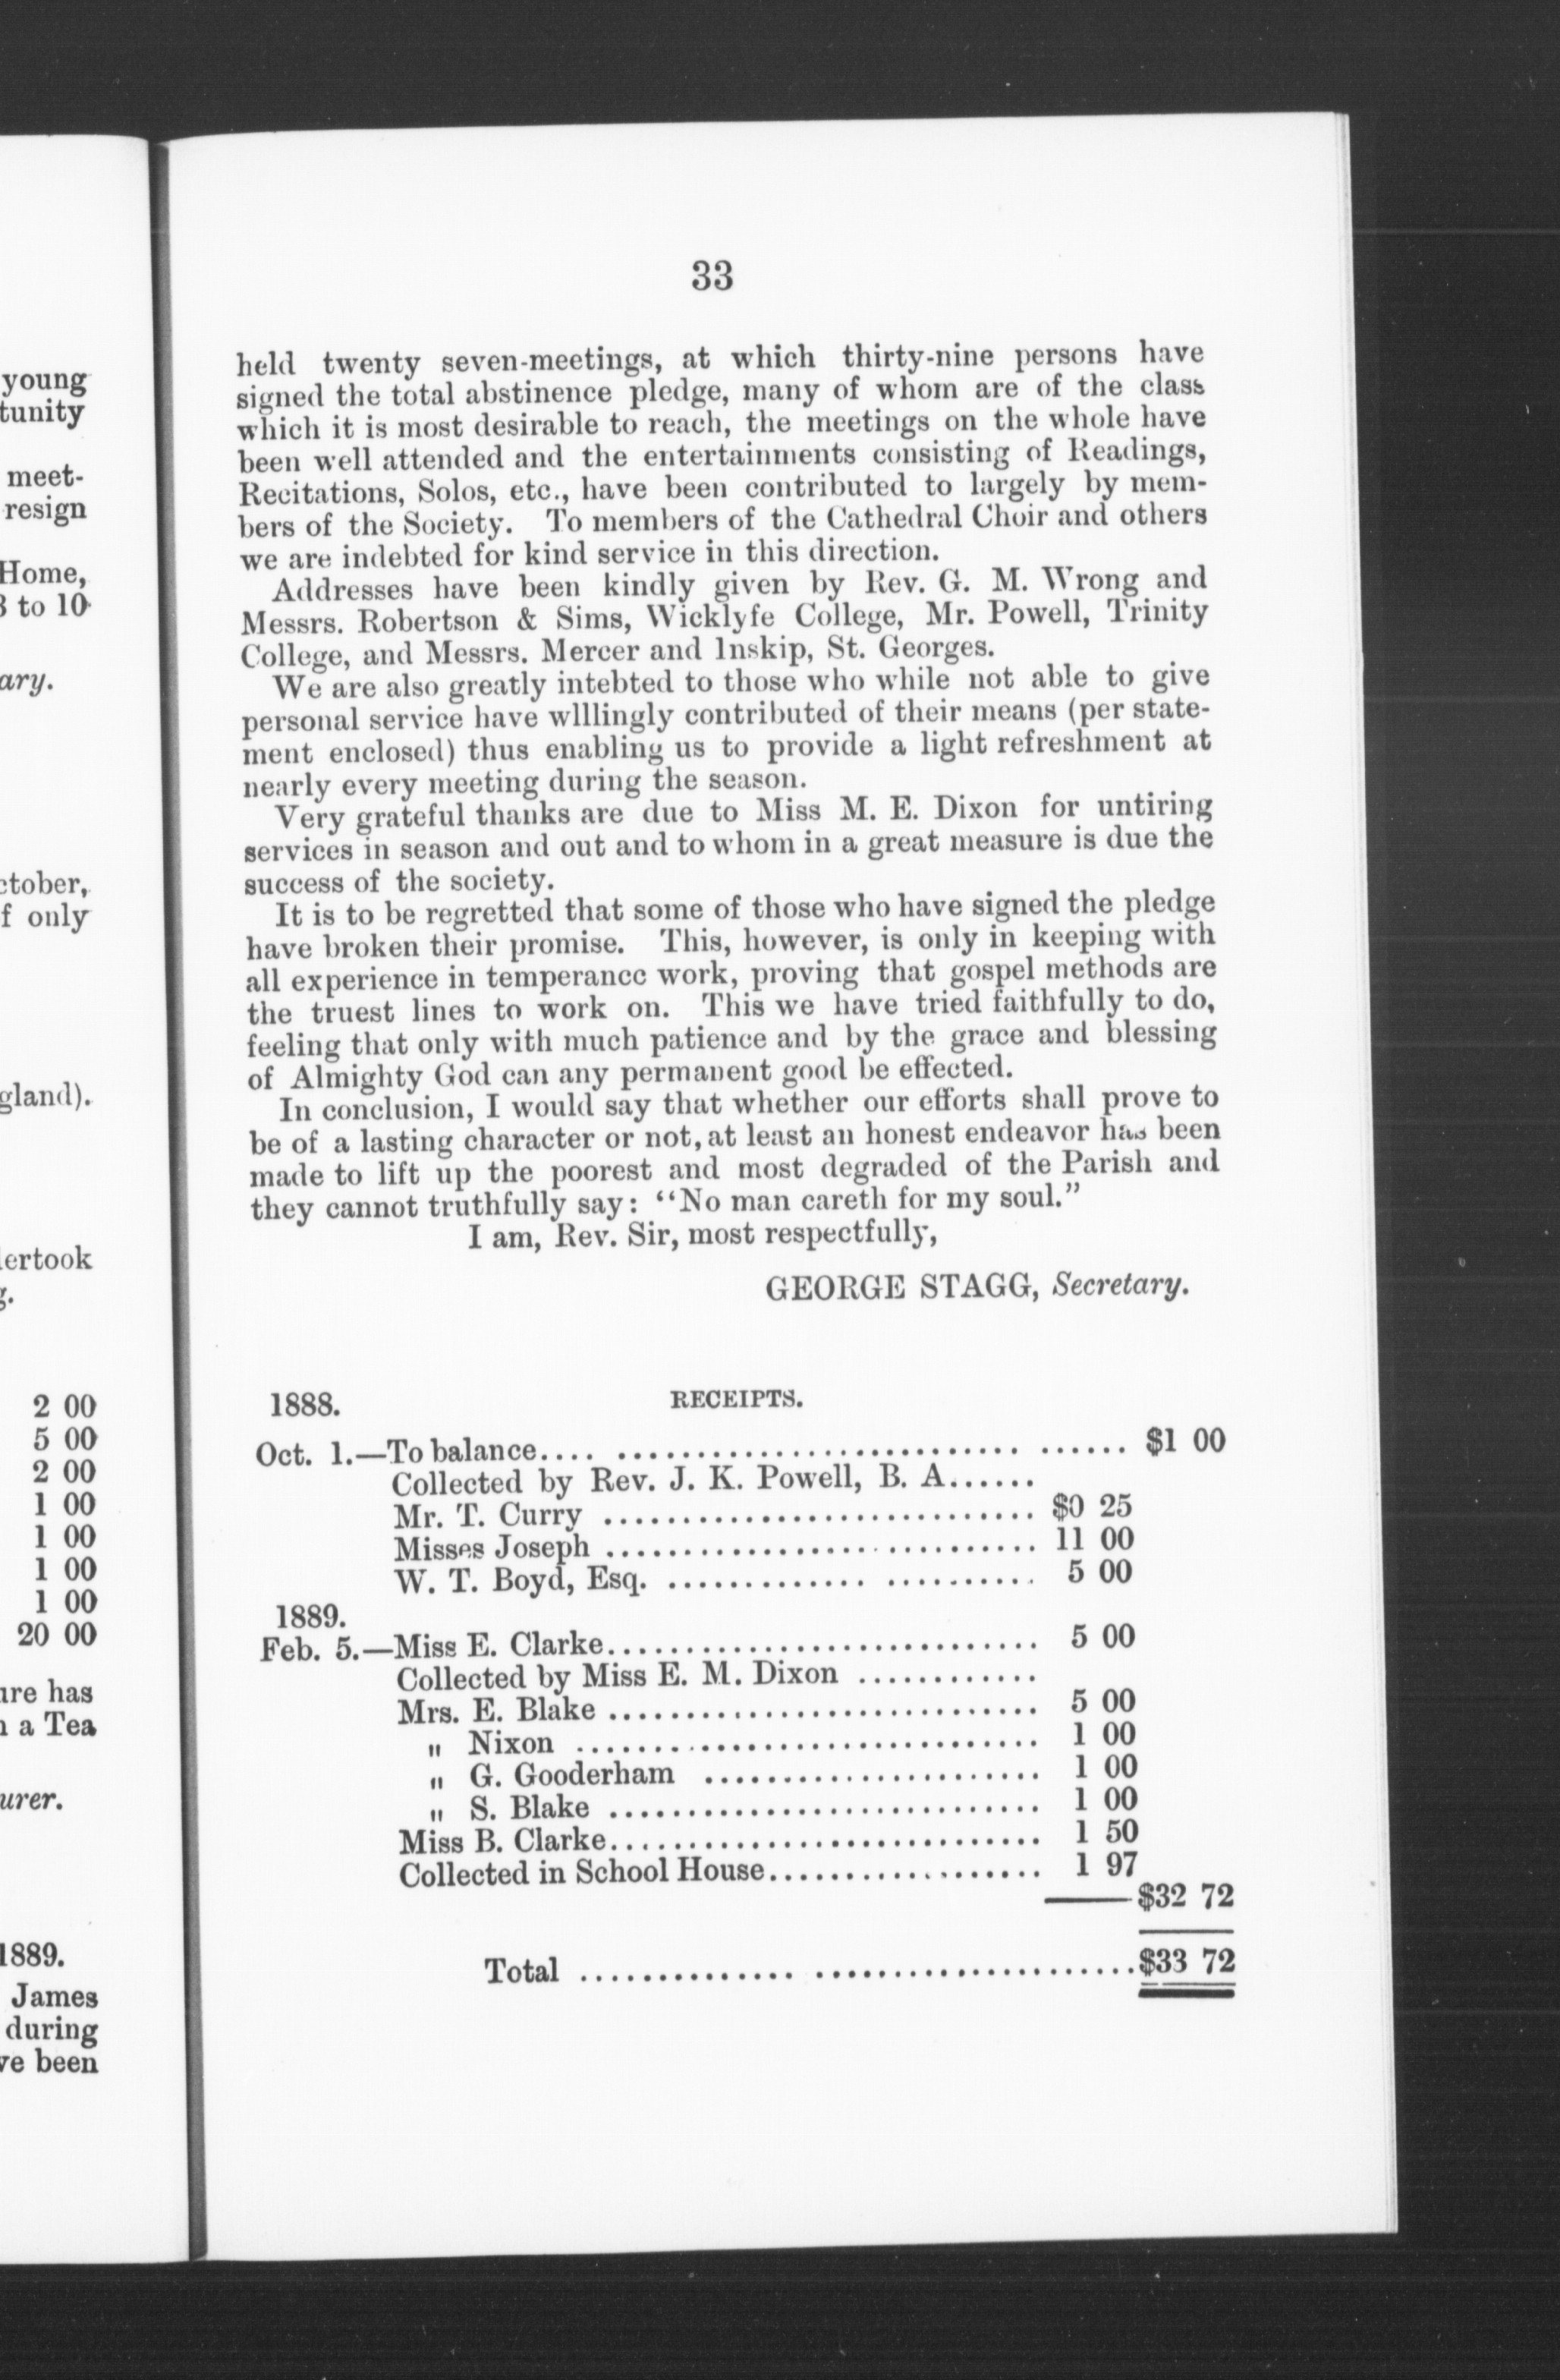 young
tunity
meet-
resign
Home,
3 to 10
ary.
ctober,
f only
gland).
lertook
g.
2 00
5 00
2 00
1 00
1 00
1 00
1 00
20 00
ure has
a Tea
urer.
1889.
James
during
ve been
33
held twenty seven-meetings, at which thirty-nine persons have
signed the total abstinence pledge, many of whom are of the class
which it is most desirable to reach, the meetings on the whole have
been well attended and the entertainments consisting of Readings,
Recitations, Solos, etc., have been contributed to largely by mem-
bers of the Society. To members of the Cathedral Choir and others
we are indebted for kind service in this direction.
Addresses have been kindly given by Rev. G. M. Wrong and
Messrs. Robertson & Sims, Wicklyfe College, Mr. Powell, Trinity
College, and Messrs. Mercer and Inskip, St. Georges.
We are also greatly intebted to those who while not able to give
personal service have wlllingly contributed of their means (per state-
ment enclosed) thus enabling us to provide a light refreshment at
nearly every meeting during the season.
Very grateful thanks are due to Miss M. E. Dixon for untiring
services in season and out and to whom in a great measure is due the
success of the society.
It is to be regretted that some of those who have signed the pledge
have broken their promise. This, however, is only in keeping with
all experience in temperancc work, proving that gospel methods are
the truest lines to work on. This we have tried faithfully to do,
feeling that only with much patience and by the grace and blessing
of Almighty God can any permanent good be effected.
In conclusion, I would say that whether our efforts shall prove to
be of a lasting character or not, at least an honest endeavor has been
made to lift up the poorest and most degraded of the Parish and
they cannot truthfully say: "No man careth for my soul."
I am, Rev. Sir, most respectfully,
GEORGE STAGG, Secretary.
1888. RECEIPTS.
Oct. 1.—To balance.... .......................... ...... $1 00
Collected by Rev. J. K. Powell, B. A......
Mr. T. Curry ............................ $0 25
Misses Joseph ............................ 11 00
W. T. Boyd, Esq. ............. .......... 5 00
1889.
Feb. 5.—Miss E. Clarke............................ 5 00
Collected by Miss E. M. Dixon ............
Mrs. E. Blake ............................ 5 00
" Nixon .............................. 1 00
" G. Gooderham ...................... 1 00
" S. Blake ............................ 1 00
Miss B. Clarke............................ 1 50
Collected in School House.................. 1 97
——$32 72
Total .............. .....................$33 72